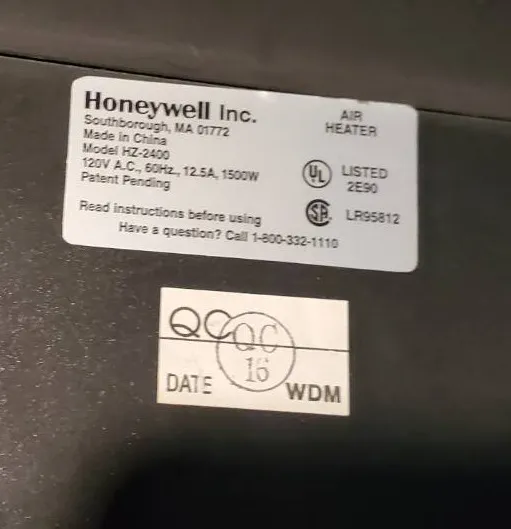 Honeywell Inc.
Southborough, MA 01772
Made in China
Model HZ-2400
120V A.C., 60Hz., 12.5A, 1500W
Patent Pending
AIR
HEATER
UL LISTED
2E90
SA LR95812
Read instructions before using
Have a question? Call 1-800-332-1110
QC
QC
16
DATE
WDM